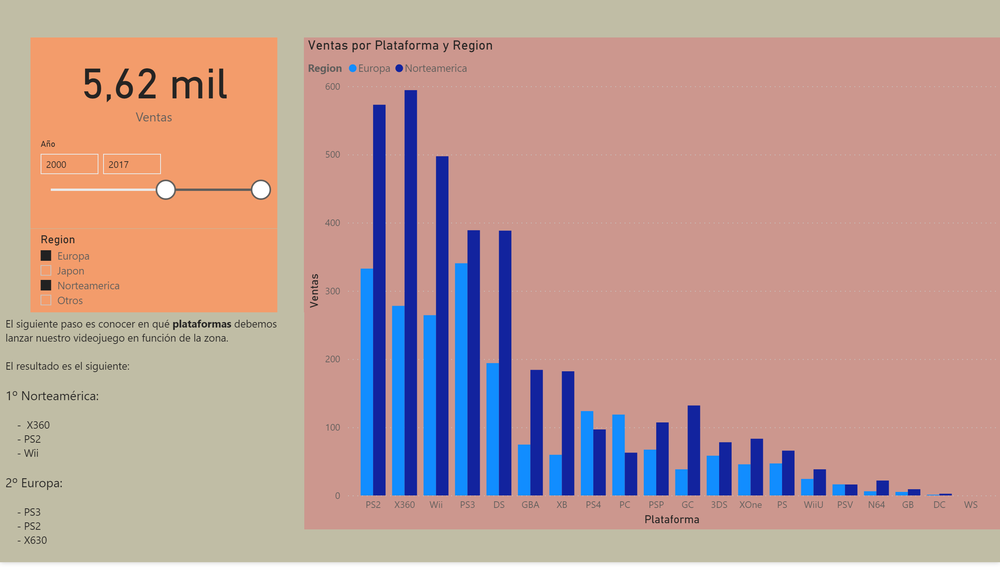 5,62 mil
Ventas
Año
2000 2017
Region
Europa
Japon
Norteamerica
Otros
El siguiente paso es conocer en qué plataformas debemos
lanzar nuestro videojuego en función de la zona.
El resultado es el siguiente:
1º Norteamérica:
- X360
- PS2
- Wii
2º Europa:
- PS3
- PS2
- X630
Ventas por Plataforma y Region
Region Europa Norteamerica
600
500
400
300
200
100
0
Ventas
PS2 X360 Wii PS3 DS GBA XB PS4 PC PSP GC 3DS XOne PS WiiU PSV N64 GB DC WS
Plataforma